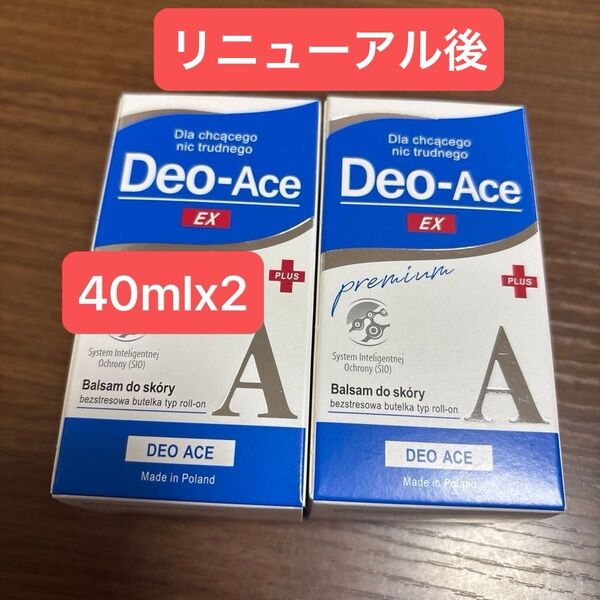 リニューアル後
Dla chcącego
nic trudnego
Deo-Ace
EX
40mlx2
PLUS
System Inteligentnej
Ochrony (SIO)
A
Balsam do skóry
bezstresowa butelka typ roll-on
DEO ACE
Made in Poland
Dla chcącego
nic trudnego
Deo-Ace
EX
premium
PLUS
System Inteligentnej
Ochrony (SIO)
A
Balsam do skóry
bezstresowa butelka typ roll-on
DEO ACE
Made in Poland